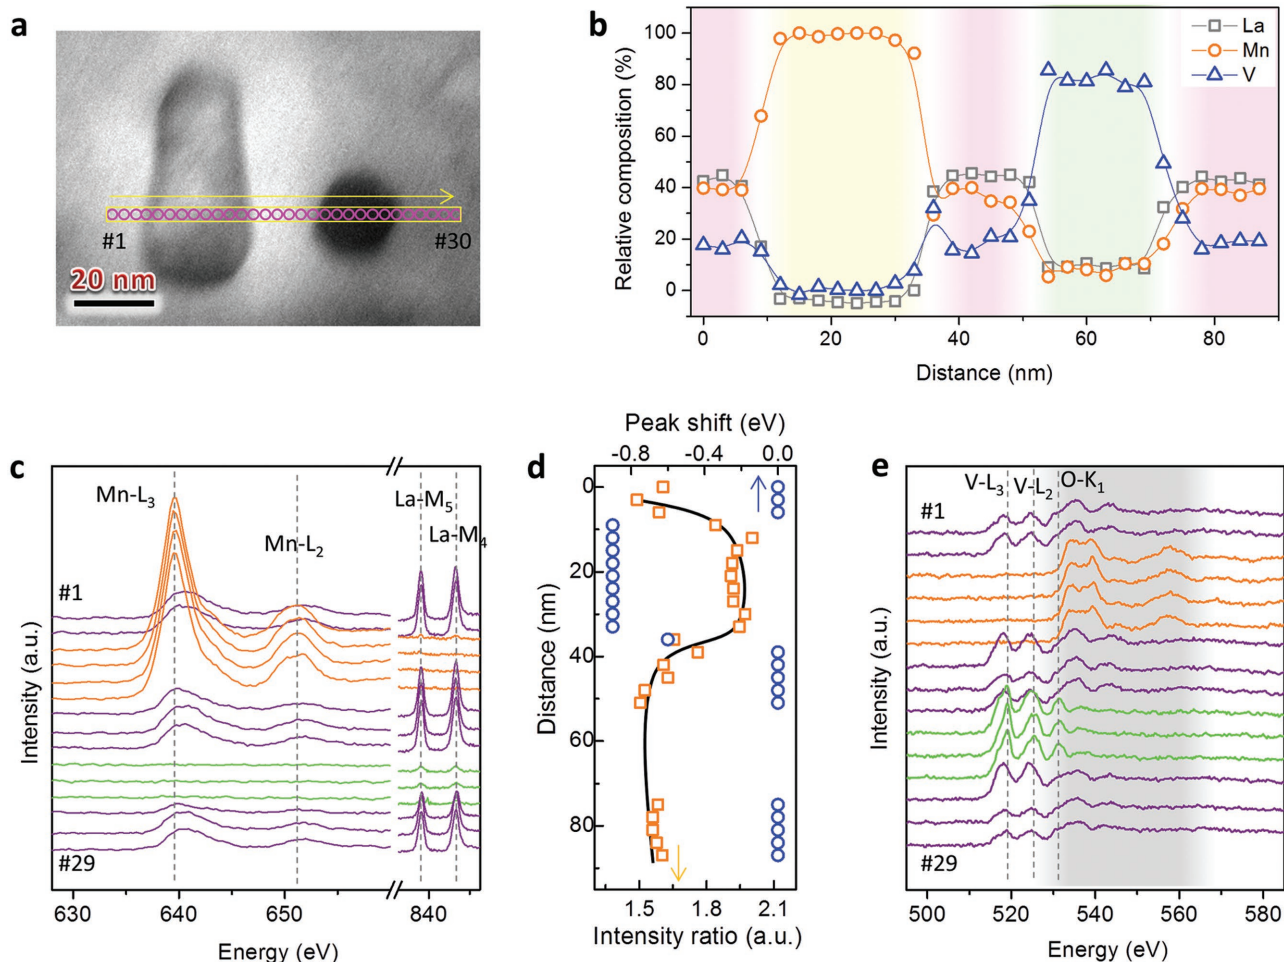 a
#1
#30
20 nm
b
La
Mn
V
Relative composition (%)
100
80
60
40
20
0
0
20
40
60
80
Distance (nm)
c
Mn-L3
Mn-L2
La-M5
La-M4
#1
#29
Intensity (a.u.)
630
640
650
840
Energy (eV)
d
Peak shift (eV)
-0.8
-0.4
0.0
Distance (nm)
0
20
40
60
80
1.5
1.8
2.1
Intensity ratio (a.u.)
e
V-L3
V-L2
O-K1
#1
#29
Intensity (a.u.)
500
520
540
560
580
Energy (eV)